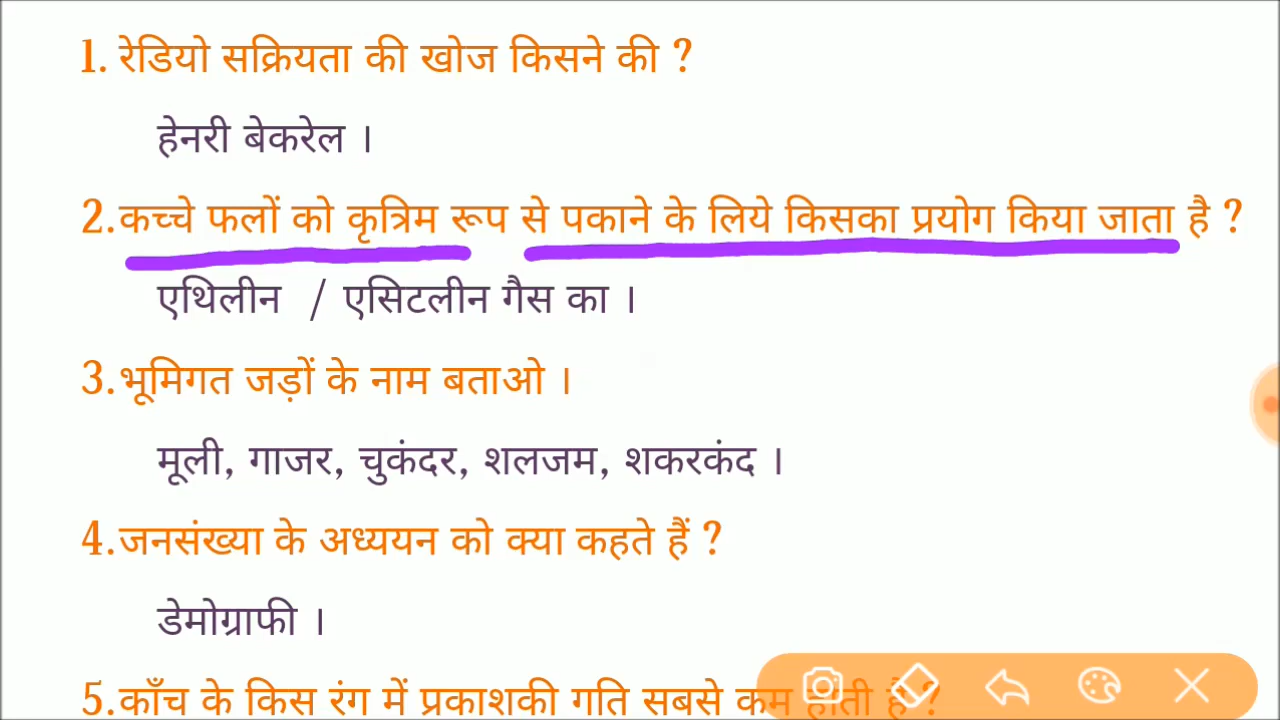 1. रेडियो सक्रियता की खोज किसने की ?
हेनरी बेकरेल ।
2.कच्चे फलों को कृत्रिम रूप से पकाने के लिये किसका प्रयोग किया जाता है ?
एथिलीन / एसिटलीन गैस का ।
3.भूमिगत जड़ों के नाम बताओ ।
मूली, गाजर, चुकंदर, शलजम, शकरकंद ।
4.जनसंख्या के अध्ययन को क्या कहते हैं ?
डेमोग्राफी ।
5.काँच के किस रंग में प्रकाशकी गति सबसे कम होती है ?